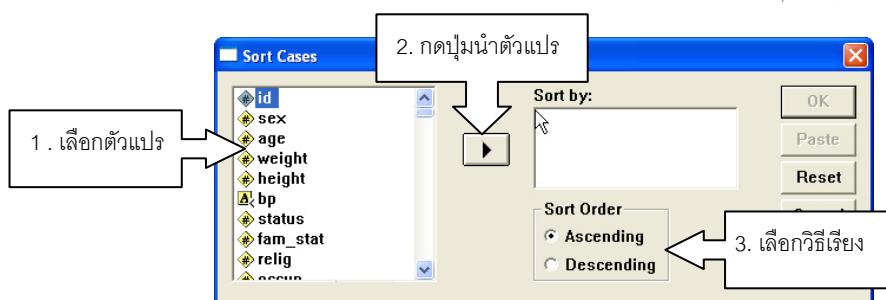 2. กดปุ่มนำตัวแปร
Sort Cases
1 . เลือกตัวแปร
id
sex
age
weight
height
bp
status
fam_stat
relig
Sort by:
OK
Paste
Reset
Sort Order
Ascending
Descending
3. เลือกวิธีเรียง